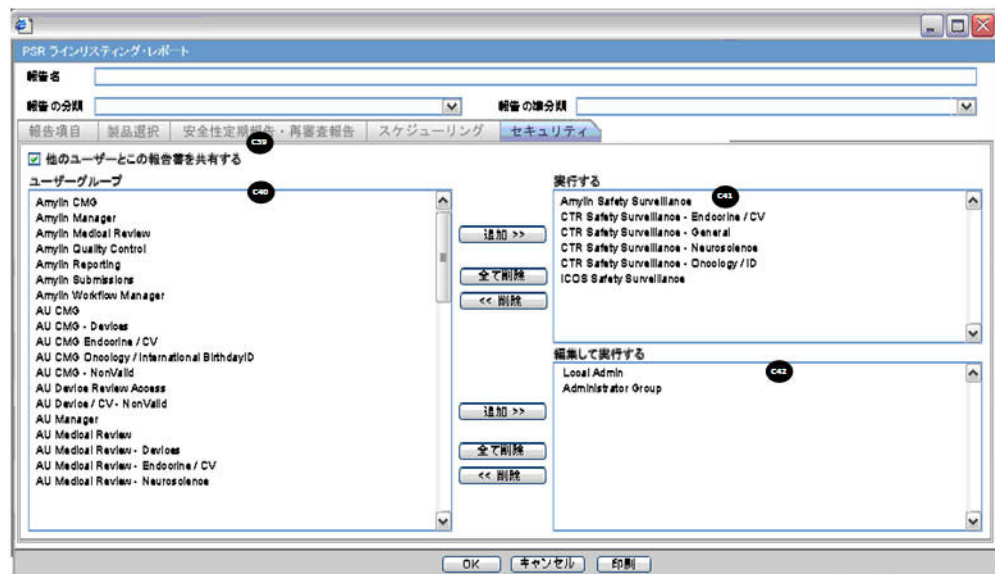 PSR ラインリスティング・レポート
報告名
報告の分類 報告の準分類
報告項目 製品選択 安全性定期報告・再審査報告 スケジューリング セキュリティ
C39
他のユーザーとこの報告書を共有する
ユーザーグループ
C40
Amylin CMG
Amylin Manager
Amylin Medical Review
Amylin Quality Control
Amylin Reporting
Amylin Submissions
Amylin Workflow Manager
AU CMG
AU CMG - Devices
AU CMG Endocrine / CV
AU CMG Oncology / International BirthdayID
AU CMG - NonValid
AU Device Review Access
AU Device / CV - NonValid
AU Manager
AU Medical Review
AU Medical Review - Devices
AU Medical Review - Endocrine / CV
AU Medical Review - Neuroscience
追加 >>
全て削除
<< 削除
追加 >>
全て削除
<< 削除
実行する
C41
Amylin Safety Surveillance
CTR Safety Surveillance - Endocrine / CV
CTR Safety Surveillance - General
CTR Safety Surveillance - Neuroscience
CTR Safety Surveillance - Oncology / ID
ICOS Safety Surveillance
編集して実行する
C42
Local Admin
Administrator Group
OK キャンセル 印刷